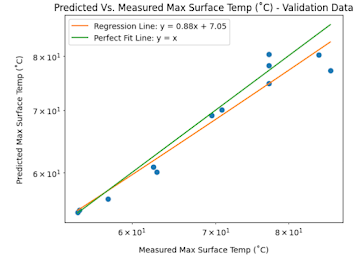 Predicted Vs. Measured Max Surface Temp (˚C) - Validation Data
Regression Line: y = 0.88x + 7.05
Perfect Fit Line: y = x
Predicted Max Surface Temp (˚C)
8 × 10¹
7 × 10¹
6 × 10¹
6 × 10¹
7 × 10¹
8 × 10¹
Measured Max Surface Temp (˚C)